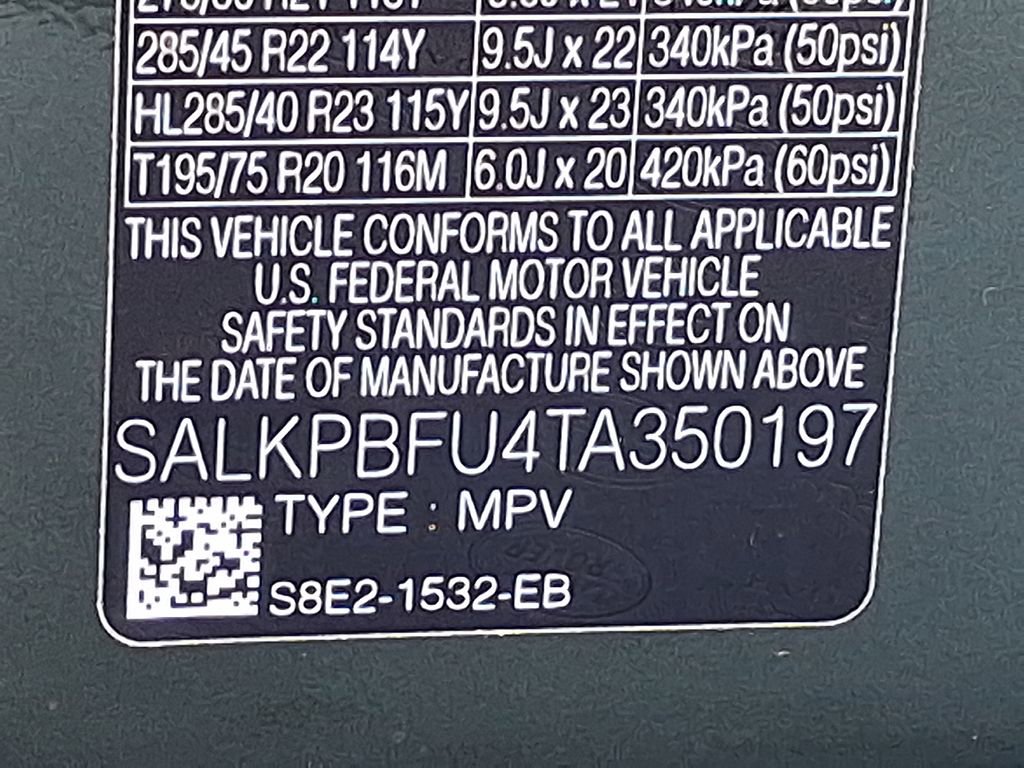 285/45 R22 114Y 9.5J x 22 340kPa (50psi)
HL285/40 R23 115Y 9.5J x 23 340kPa (50psi)
T195/75 R20 116M 6.0J x 20 420kPa (60psi)
THIS VEHICLE CONFORMS TO ALL APPLICABLE
U.S. FEDERAL MOTOR VEHICLE
SAFETY STANDARDS IN EFFECT ON
THE DATE OF MANUFACTURE SHOWN ABOVE
SALKPBFU4TA350197
TYPE : MPV
ROVER
S8E2-1532-EB